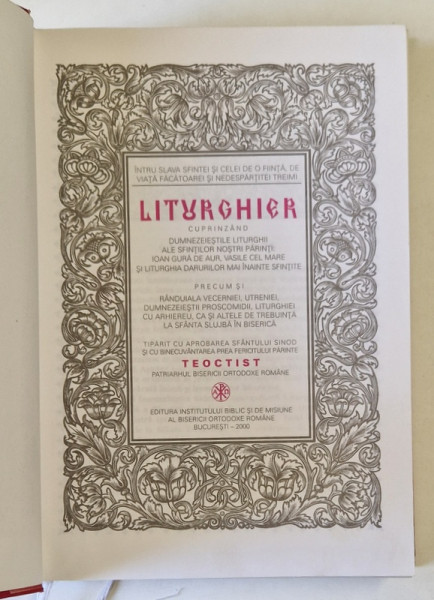 ÎNTRU SLAVA SFINTEI ȘI CELEI DE O FIINȚĂ, DE
VIAȚĂ FĂCĂTOAREI ȘI NEDESPĂRȚITEI TREIMI
LITURGHIER
CUPRINZÂND
DUMNEZEIEȘTILE LITURGHII
ALE SFINȚILOR NOȘTRI PĂRINȚI:
IOAN GURĂ DE AUR, VASILE CEL MARE
ȘI LITURGHIA DARURILOR MAI ÎNAINTE SFINȚITE
PRECUM ȘI
RÂNDUIALA VECERNIEI, UTRENIEI,
DUMNEZEIEȘTII PROSCOMIDII, LITURGHIEI
CU ARHIEREU, CA ȘI ALTELE DE TREBUINȚĂ
LA SFÂNTA SLUJBĂ ÎN BISERICĂ
TIPĂRIT CU APROBAREA SFÂNTULUI SINOD
ȘI CU BINECUVÂNTAREA PREA FERICITULUI PĂRINTE
TEOCTIST
PATRIARHUL BISERICII ORTODOXE ROMÂNE
EDITURA INSTITUTULUI BIBLIC ȘI DE MISIUNE
AL BISERICII ORTODOXE ROMÂNE
BUCUREȘTI – 2000